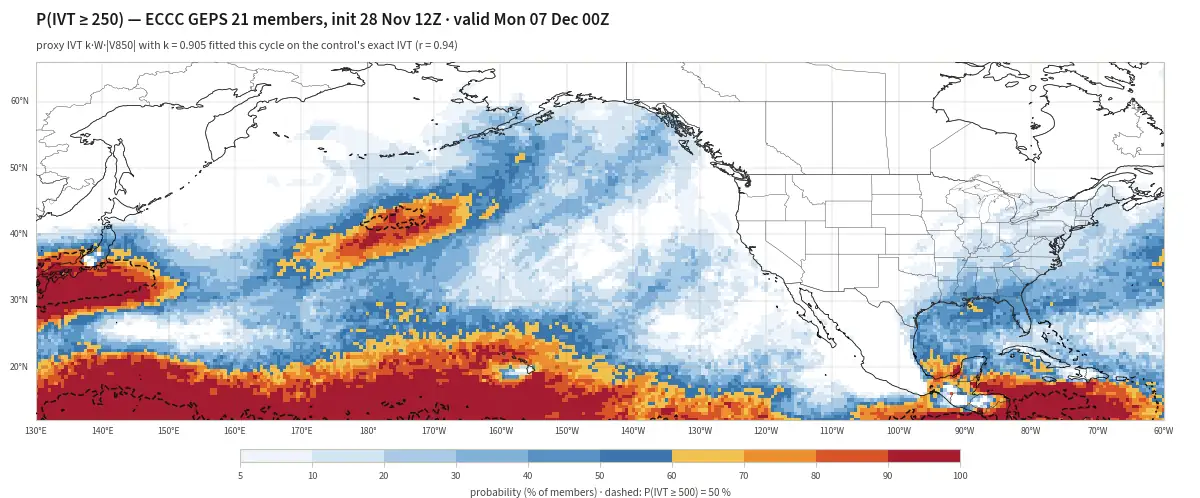 P(IVT ≥ 250) — ECCC GEPS 21 members, init 28 Nov 12Z · valid Mon 07 Dec 00Z
proxy IVT k·W·|V850| with k = 0.905 fitted this cycle on the control's exact IVT (r = 0.94)
60°N
50°N
40°N
30°N
20°N
130°E 140°E 150°E 160°E 170°E 180° 170°W 160°W 150°W 140°W 130°W 120°W 110°W 100°W 90°W 80°W 70°W 60°W
5 10 20 30 40 50 60 70 80 90 100
probability (% of members) · dashed: P(IVT ≥ 500) = 50 %